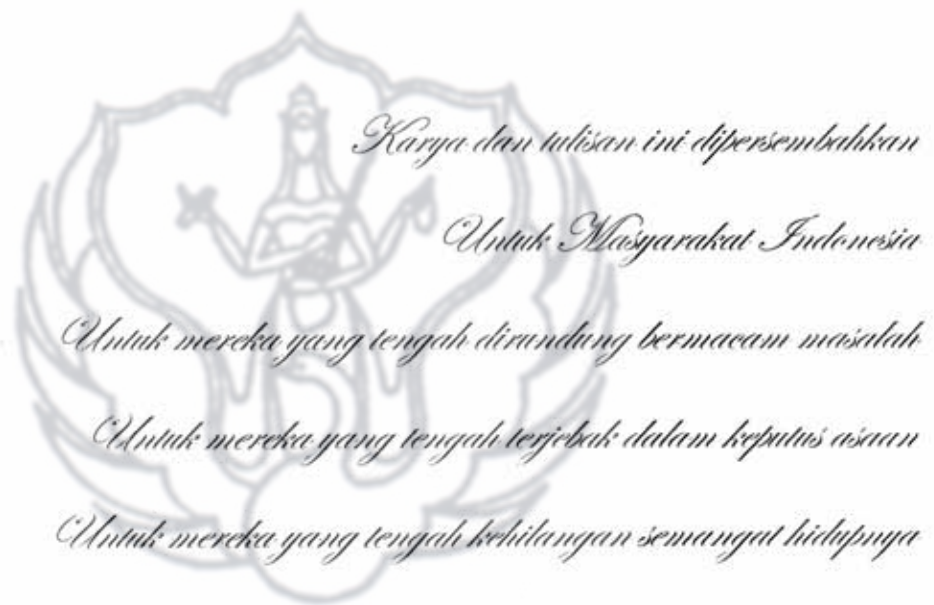 Karya dan tulisan ini dipersembahkan
Untuk Masyarakat Indonesia
Untuk mereka yang tengah dirundung bermacam masalah
Untuk mereka yang tengah terjebak dalam keputus asaan
Untuk mereka yang tengah kehilangan semangat hidupnya